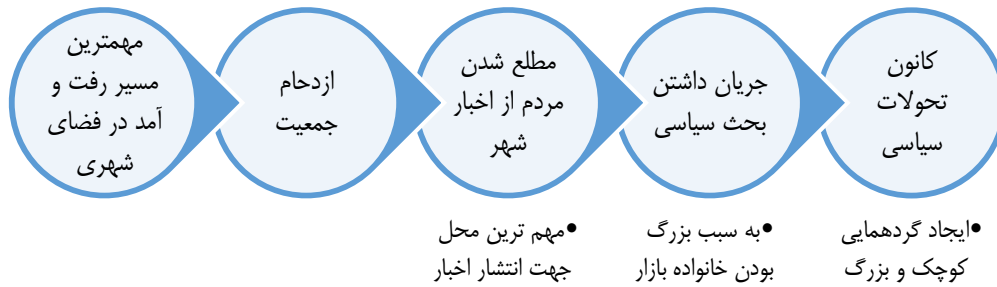 مهمترین
مسیر رفت و
آمد در فضای
شهری
ازدحام
جمعیت
مطلع شدن
مردم از اخبار
شهر
•مهم ترین محل
جهت انتشار اخبار
جریان داشتن
بحث سیاسی
•به سبب بزرگ
بودن خانواده بازار
کانون
تحولات
سیاسی
•ایجاد گردهمایی
کوچک و بزرگ